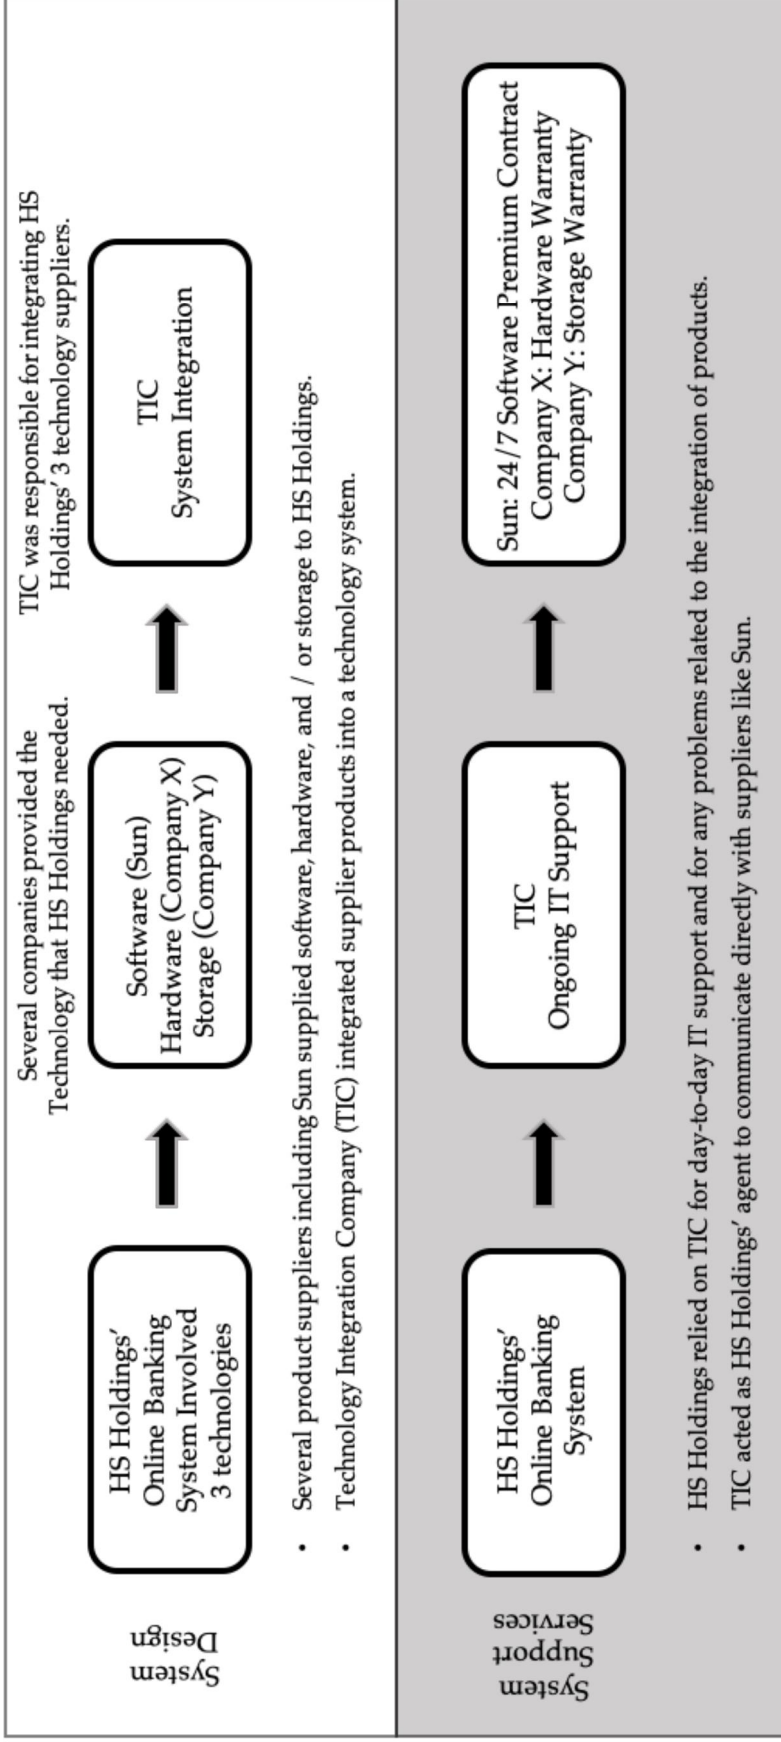 System
Design
Several companies provided the
Technology that HS Holdings needed.
TIC was responsible for integrating HS
Holdings' 3 technology suppliers.
HS Holdings'
Online Banking
System Involved
3 technologies
Software (Sun)
Hardware (Company X)
Storage (Company Y)
TIC
System Integration
• Several product suppliers including Sun supplied software, hardware, and / or storage to HS Holdings.
• Technology Integration Company (TIC) integrated supplier products into a technology system.
System
Support
Services
HS Holdings'
Online Banking
System
TIC
Ongoing IT Support
Sun: 24/7 Software Premium Contract
Company X: Hardware Warranty
Company Y: Storage Warranty
• HS Holdings relied on TIC for day-to-day IT support and for any problems related to the integration of products.
• TIC acted as HS Holdings' agent to communicate directly with suppliers like Sun.